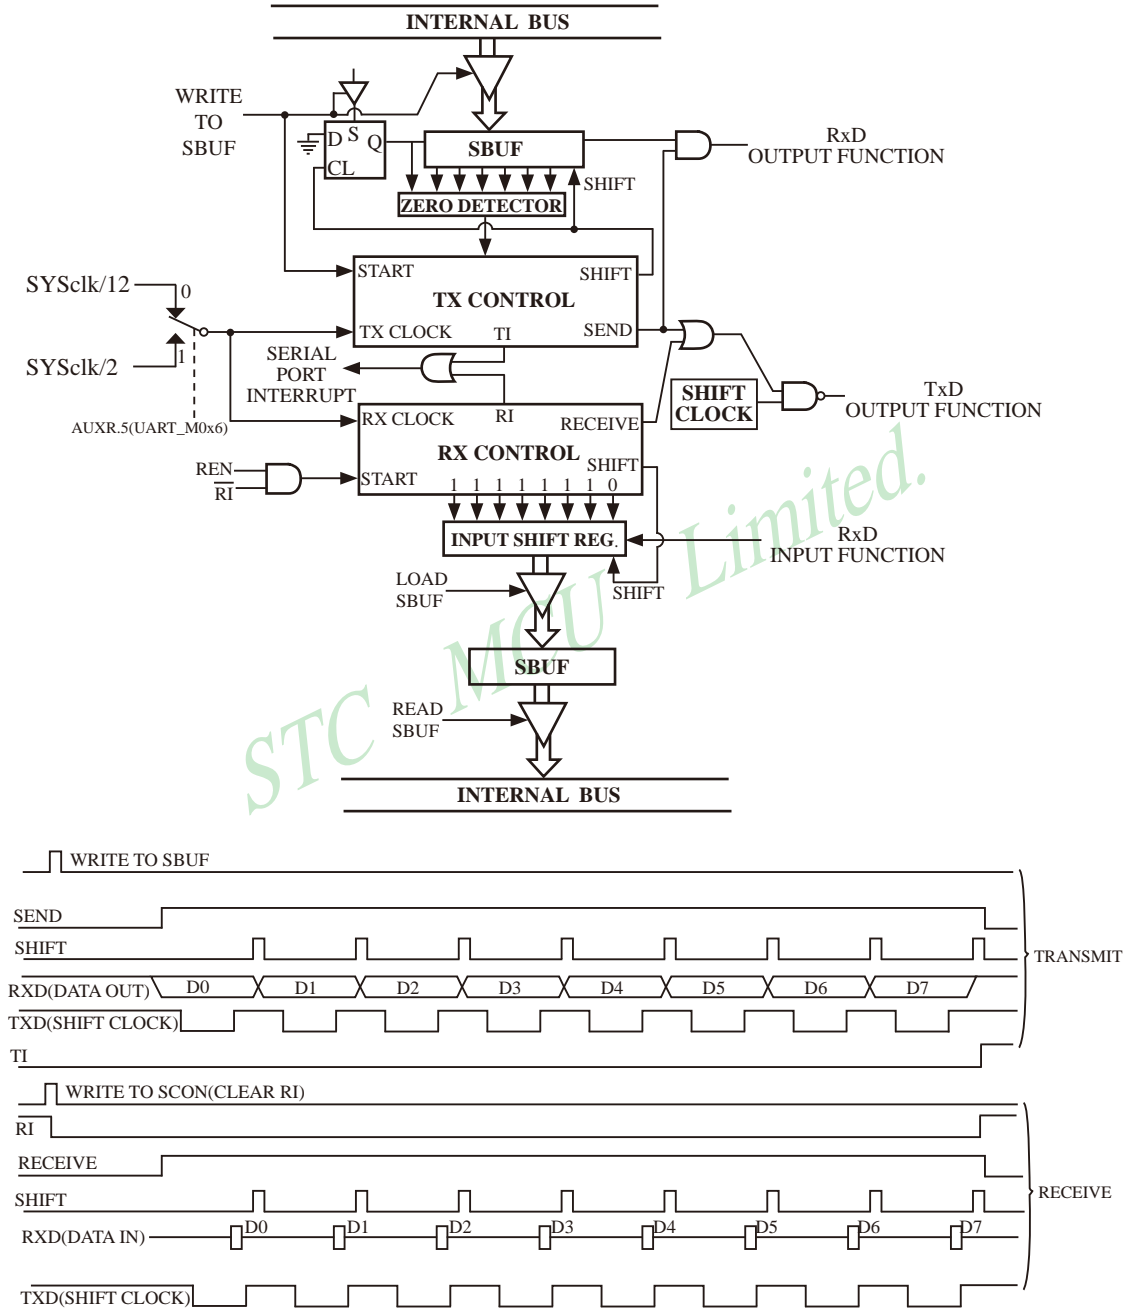 INTERNAL BUS
WRITE
TO
SBUF
D S Q
CL
SBUF
RxD
OUTPUT FUNCTION
SHIFT
ZERO DETECTOR
START
SHIFT
TX CONTROL
TX CLOCK
TI
SEND
SYSclk/12
0
SYSclk/2
1
AUXR.5(UART_M0x6)
SERIAL
PORT
INTERRUPT
SHIFT
CLOCK
TxD
OUTPUT FUNCTION
RX CLOCK
RI
RECEIVE
RX CONTROL
SHIFT
START
REN
RI
1 1 1 1 1 1 1 0
INPUT SHIFT REG.
RxD
INPUT FUNCTION
LOAD
SBUF
SHIFT
SBUF
READ
SBUF
INTERNAL BUS
STC MCU Limited.
WRITE TO SBUF
SEND
SHIFT
TRANSMIT
RXD(DATA OUT) D0 D1 D2 D3 D4 D5 D6 D7
TXD(SHIFT CLOCK)
TI
WRITE TO SCON(CLEAR RI)
RI
RECEIVE
SHIFT
RECEIVE
RXD(DATA IN) D0 D1 D2 D3 D4 D5 D6 D7
TXD(SHIFT CLOCK)